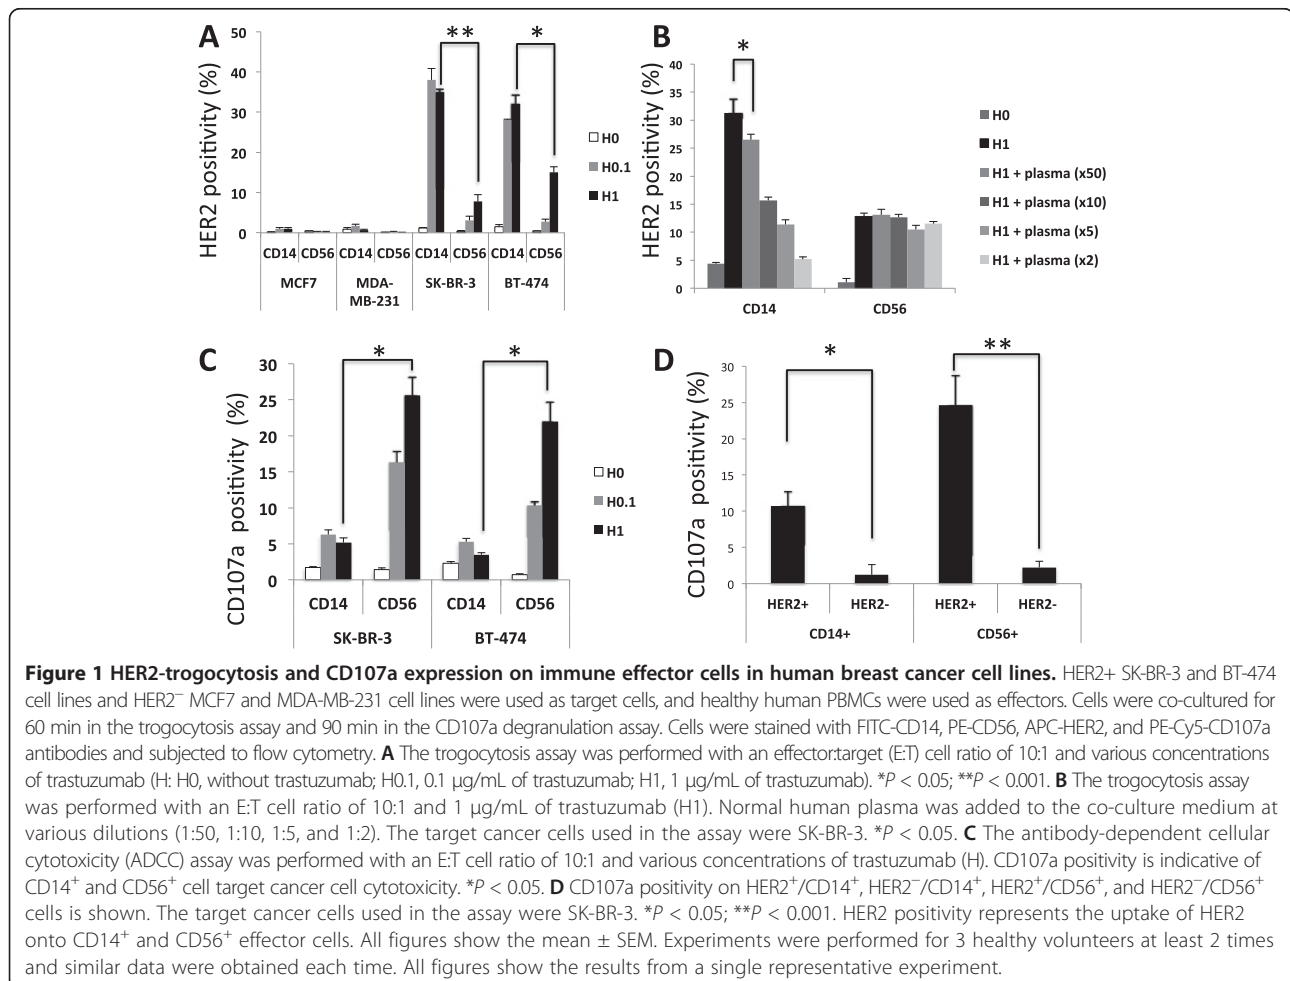 A
HER2 positivity (%)
50
40
30
20
10
0
** *
H0
H0.1
H1
CD14 CD56 CD14 CD56 CD14 CD56 CD14 CD56
MCF7 MDA-MB-231 SK-BR-3 BT-474
B
HER2 positivity (%)
40
35
30
25
20
15
10
5
0
*
CD14 CD56
H0
H1
H1 + plasma (x50)
H1 + plasma (x10)
H1 + plasma (x5)
H1 + plasma (x2)
C
CD107a positivity (%)
30
25
20
15
10
5
0
* *
H0
H0.1
H1
CD14 CD56 CD14 CD56
SK-BR-3 BT-474
D
CD107a positivity (%)
30
25
20
15
10
5
0
* **
HER2+ HER2- HER2+ HER2-
CD14+ CD56+
Figure 1 HER2-trogocytosis and CD107a expression on immune effector cells in human breast cancer cell lines. HER2+ SK-BR-3 and BT-474
cell lines and HER2⁻ MCF7 and MDA-MB-231 cell lines were used as target cells, and healthy human PBMCs were used as effectors. Cells were co-cultured for
60 min in the trogocytosis assay and 90 min in the CD107a degranulation assay. Cells were stained with FITC-CD14, PE-CD56, APC-HER2, and PE-Cy5-CD107a
antibodies and subjected to flow cytometry. A The trogocytosis assay was performed with an effector:target (E:T) cell ratio of 10:1 and various concentrations
of trastuzumab (H: H0, without trastuzumab; H0.1, 0.1 μg/mL of trastuzumab; H1, 1 μg/mL of trastuzumab). *P < 0.05; **P < 0.001. B The trogocytosis assay
was performed with an E:T cell ratio of 10:1 and 1 μg/mL of trastuzumab (H1). Normal human plasma was added to the co-culture medium at
various dilutions (1:50, 1:10, 1:5, and 1:2). The target cancer cells used in the assay were SK-BR-3. *P < 0.05. C The antibody-dependent cellular
cytotoxicity (ADCC) assay was performed with an E:T cell ratio of 10:1 and various concentrations of trastuzumab (H). CD107a positivity is indicative of
CD14⁺ and CD56⁺ cell target cancer cell cytotoxicity. *P < 0.05. D CD107a positivity on HER2⁺/CD14⁺, HER2⁻/CD14⁺, HER2⁺/CD56⁺, and HER2⁻/CD56⁺
cells is shown. The target cancer cells used in the assay were SK-BR-3. *P < 0.05; **P < 0.001. HER2 positivity represents the uptake of HER2
onto CD14⁺ and CD56⁺ effector cells. All figures show the mean ± SEM. Experiments were performed for 3 healthy volunteers at least 2 times
and similar data were obtained each time. All figures show the results from a single representative experiment.